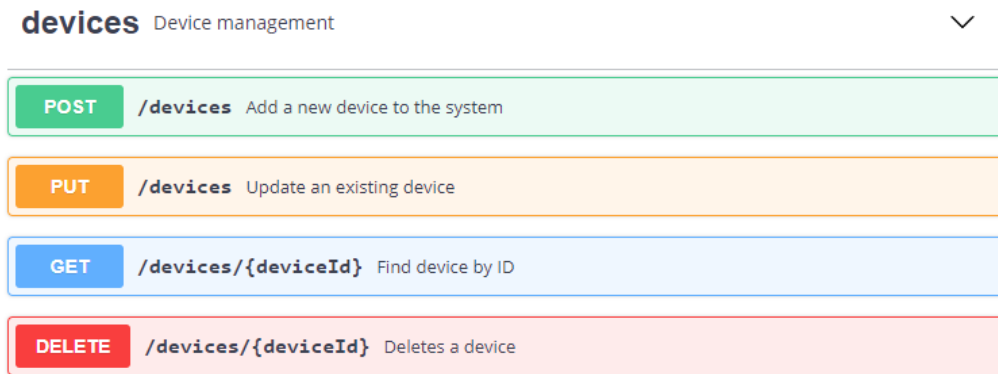 devices Device management
POST /devices Add a new device to the system
PUT /devices Update an existing device
GET /devices/{deviceId} Find device by ID
DELETE /devices/{deviceId} Deletes a device